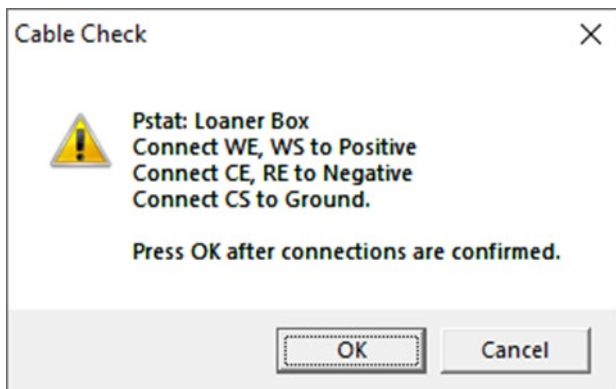 Cable Check
Pstat: Loaner Box
Connect WE, WS to Positive
Connect CE, RE to Negative
Connect CS to Ground.
Press OK after connections are confirmed.
OK
Cancel